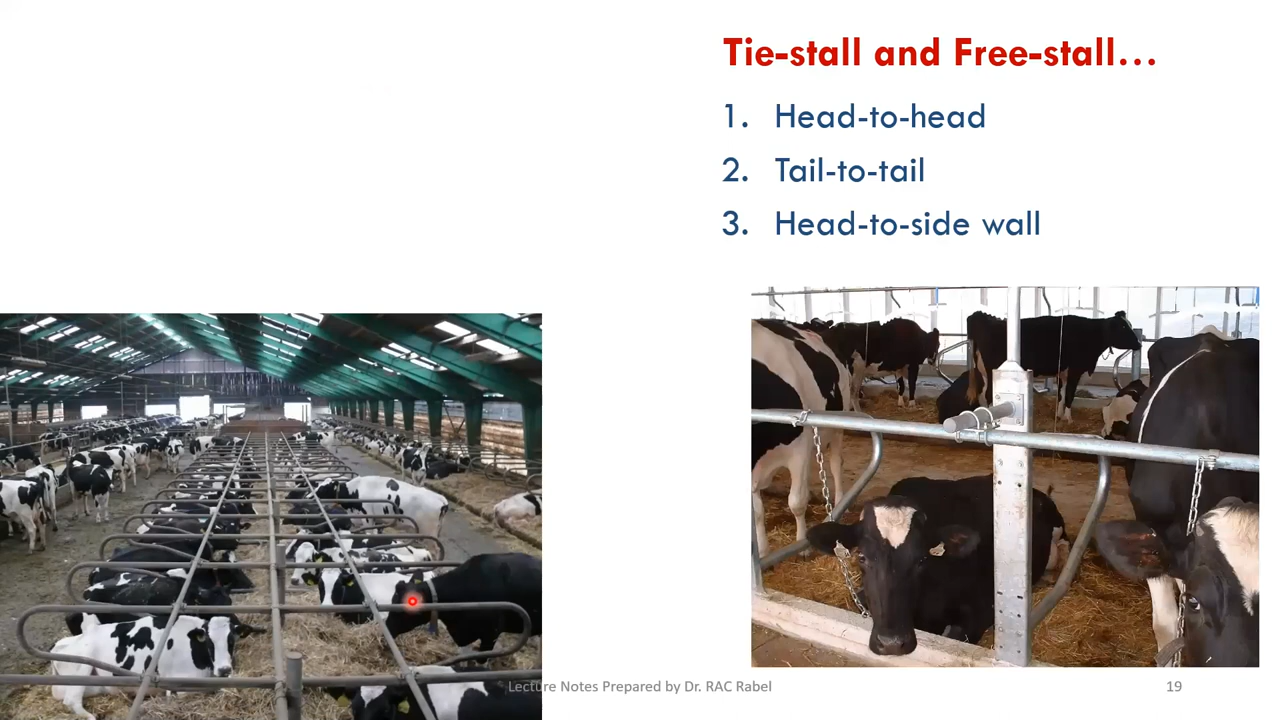 Tie-stall and Free-stall…
1. Head-to-head
2. Tail-to-tail
3. Head-to-side wall
Lecture Notes Prepared by Dr. RAC Rabel
19